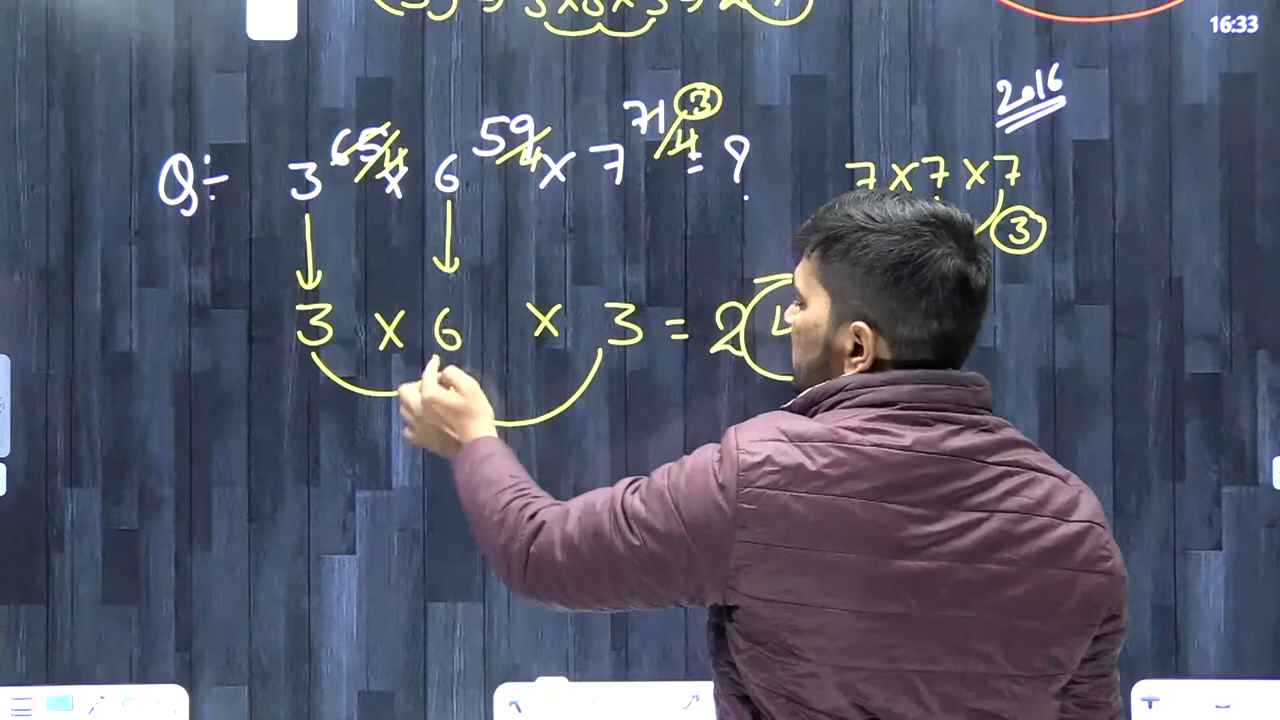 16:33
2016
Q÷ 3^65/4 × 6^59/4 × 7^71/4 ③ = ?
7×7×7
③
3 × 6 × 3 =